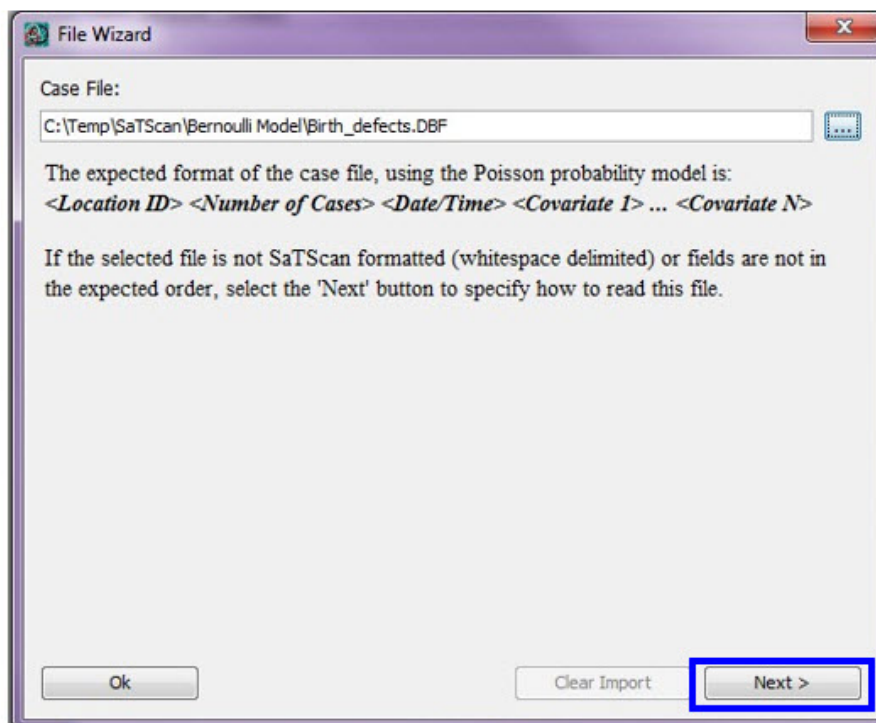 File Wizard
Case File:
C:\Temp\SaTScan\Bernoulli Model\Birth_defects.DBF
...
The expected format of the case file, using the Poisson probability model is:
<Location ID> <Number of Cases> <Date/Time> <Covariate 1> ... <Covariate N>
If the selected file is not SaTScan formatted (whitespace delimited) or fields are not in
the expected order, select the 'Next' button to specify how to read this file.
Ok
Clear Import
Next >